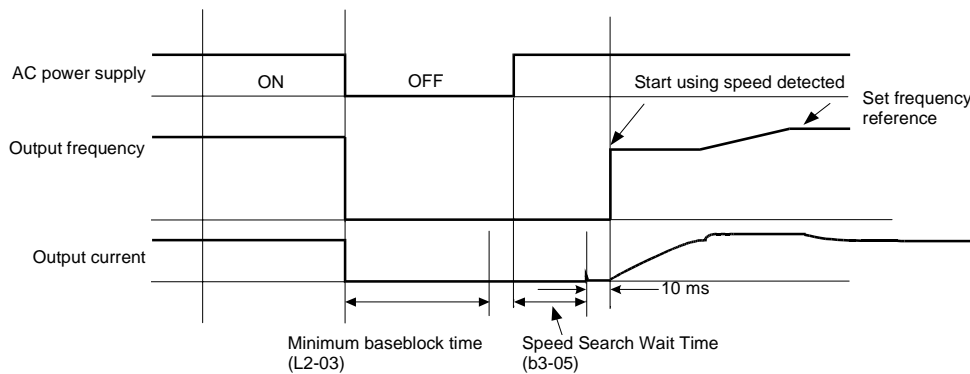 AC power supply
ON
OFF
Start using speed detected
Set frequency
reference
Output frequency
Output current
10 ms
Minimum baseblock time
(L2-03)
Speed Search Wait Time
(b3-05)